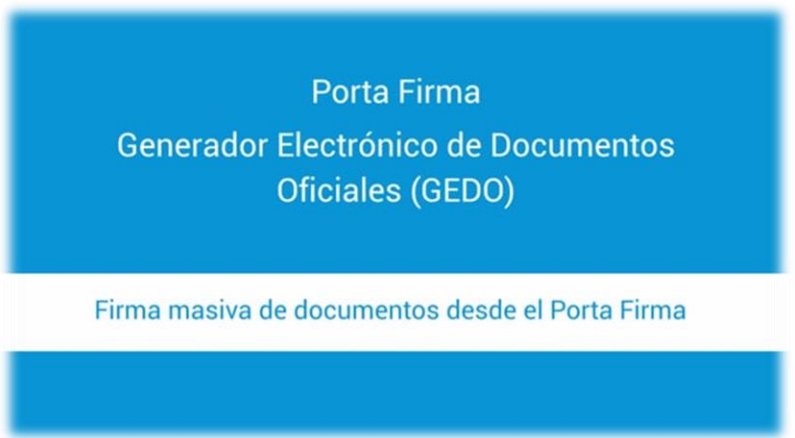 Porta Firma
Generador Electrónico de Documentos
Oficiales (GEDO)
Firma masiva de documentos desde el Porta Firma